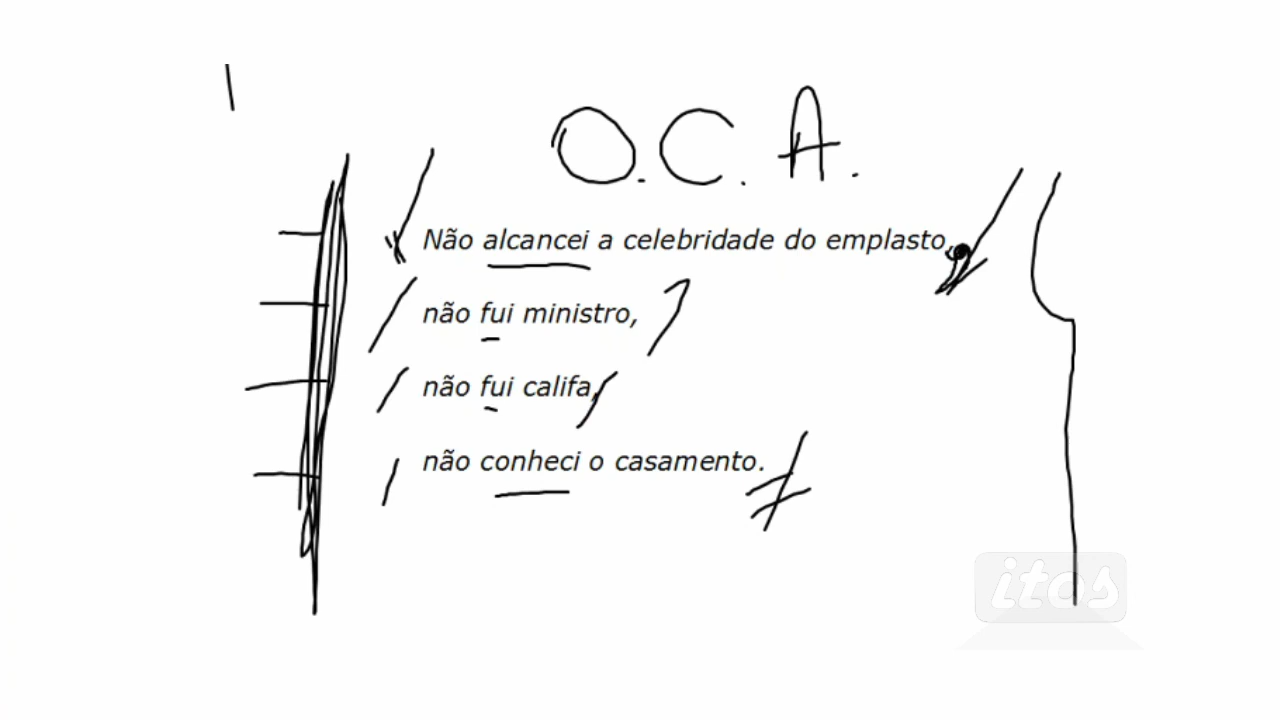 O.C.A.
Não alcancei a celebridade do emplasto,
não fui ministro,
não fui califa,
não conheci o casamento.
itos